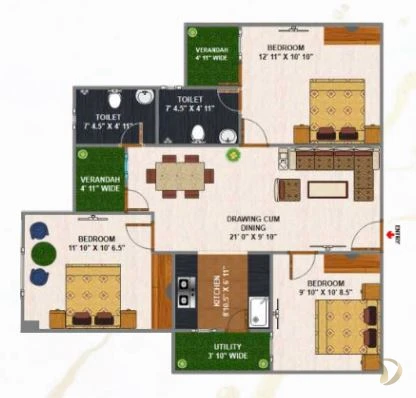 VERANDAH
4' 11" WIDE
BEDROOM
12' 11" X 10' 10"
TOILET
7' 4.5" X 4' 11"
TOILET
7' 4.5" X 4' 11"
VERANDAH
4' 11" WIDE
DRAWING CUM
DINING
21' 0" X 9' 10"
ENTRY
BEDROOM
11' 10" X 10' 6.5"
KITCHEN
8'10.5" X 6' 11"
BEDROOM
9' 10" X 10' 8.5"
UTILITY
3' 10" WIDE